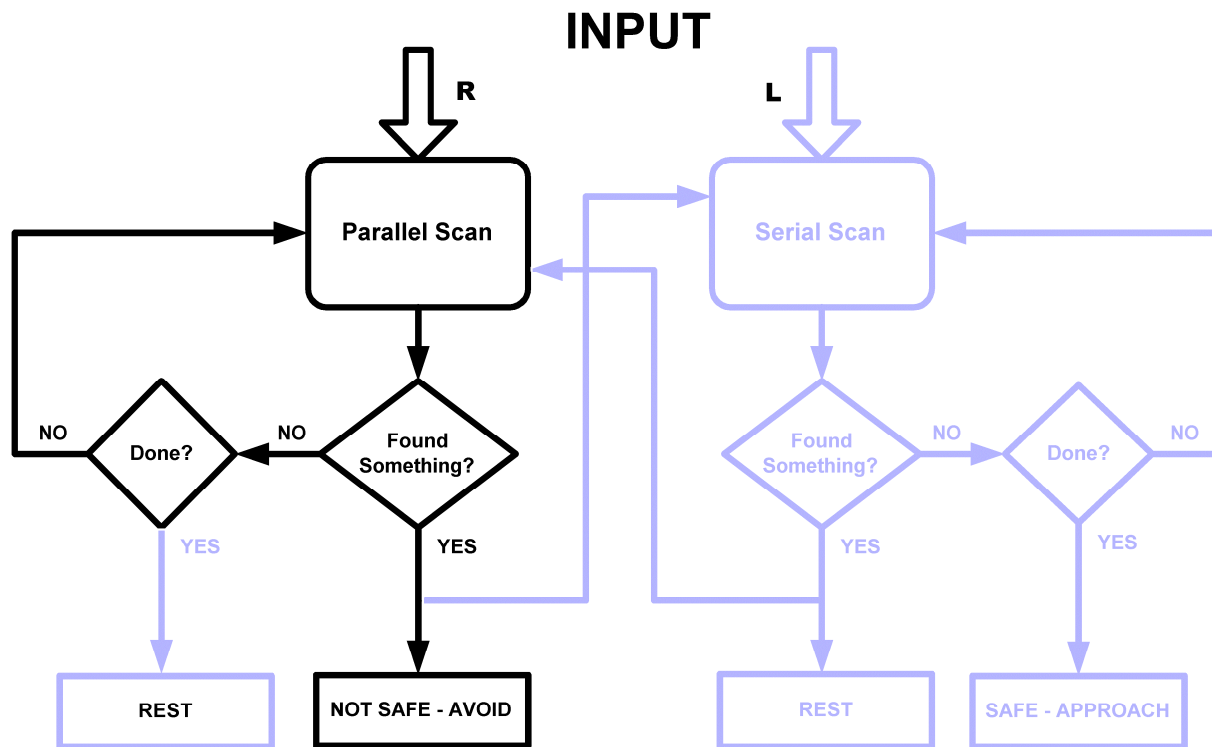 INPUT
R
L
Parallel Scan
Serial Scan
NO
Done?
NO
Found
Something?
Found
Something?
NO
Done?
NO
YES
YES
YES
YES
REST
NOT SAFE - AVOID
REST
SAFE - APPROACH